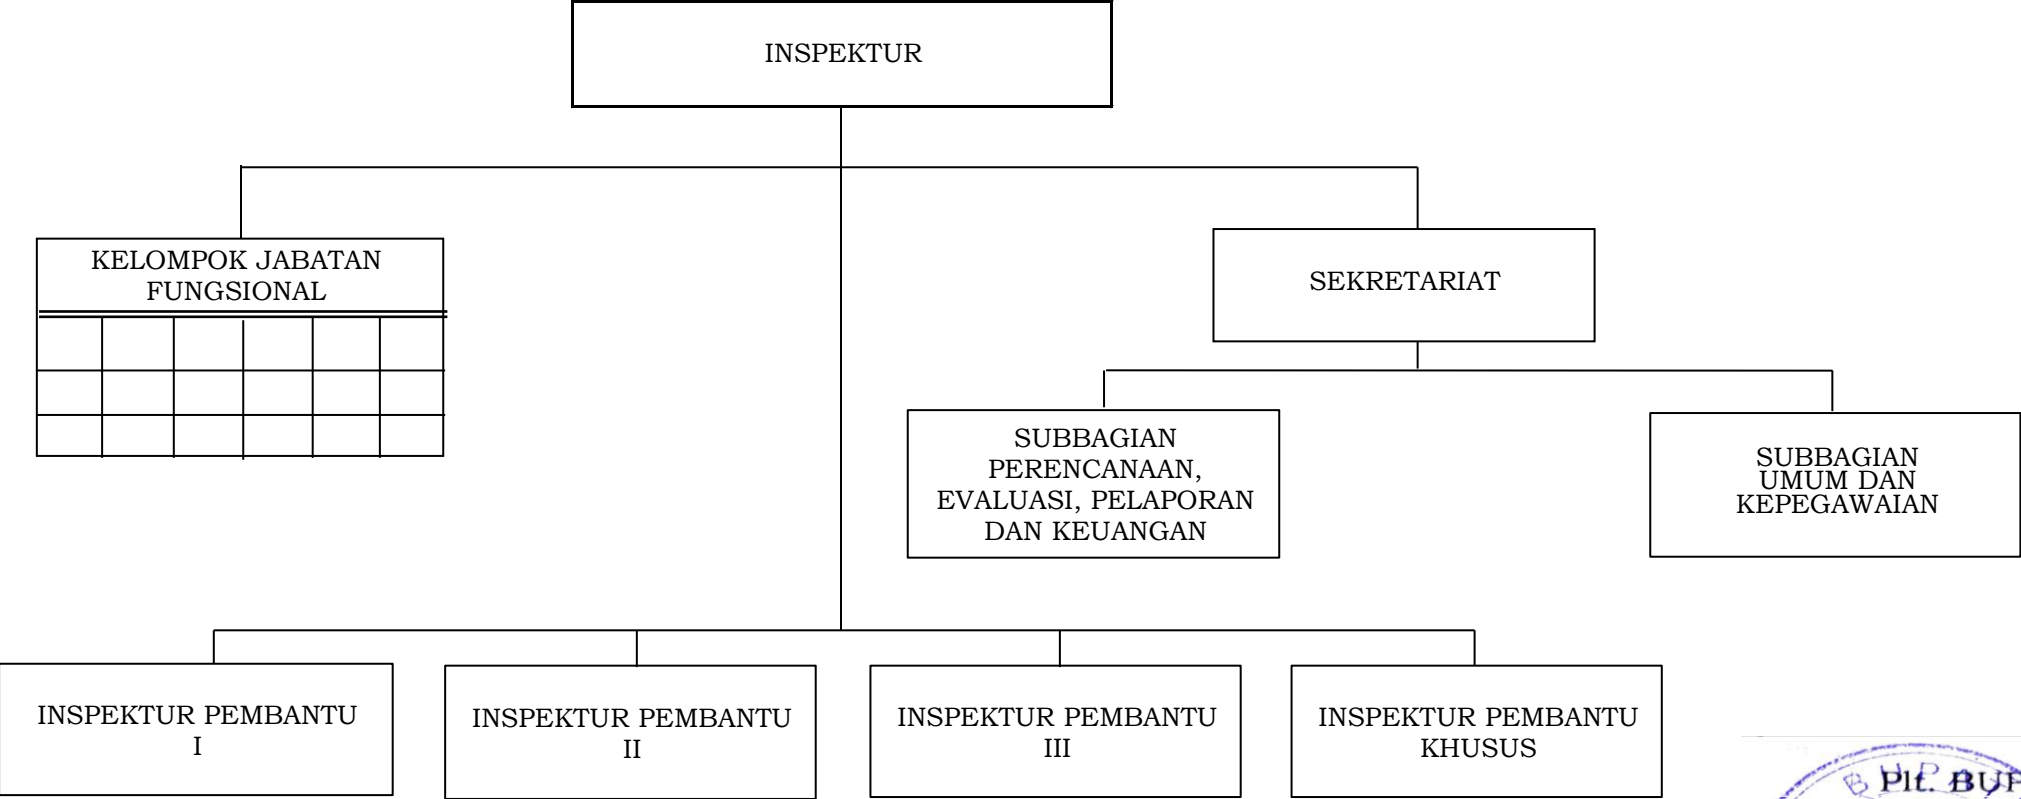 INSPEKTUR
KELOMPOK JABATAN
FUNGSIONAL
SEKRETARIAT
SUBBAGIAN
PERENCANAAN,
EVALUASI, PELAPORAN
DAN KEUANGAN
SUBBAGIAN
UMUM DAN
KEPEGAWAIAN
INSPEKTUR PEMBANTU
I
INSPEKTUR PEMBANTU
II
INSPEKTUR PEMBANTU
III
INSPEKTUR PEMBANTU
KHUSUS
Plt.